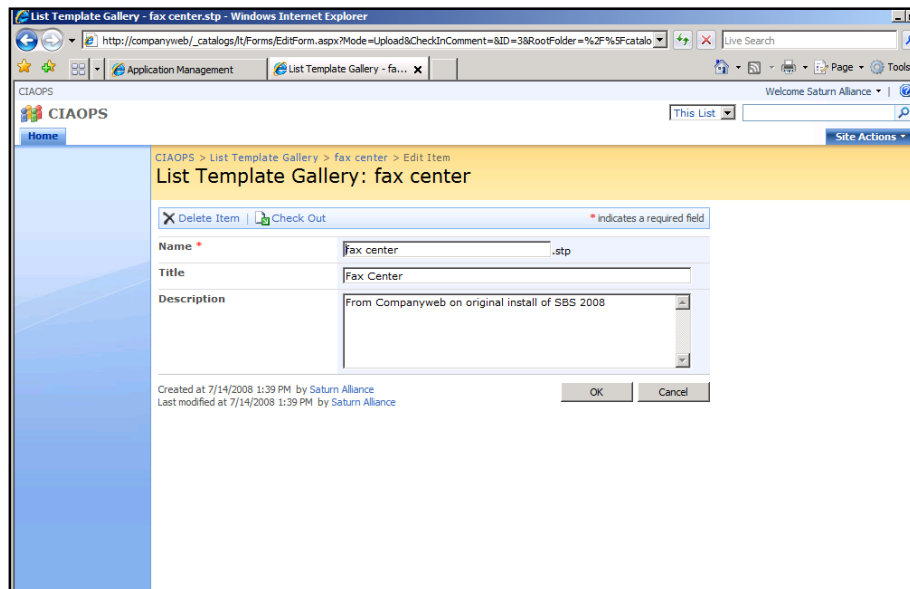 List Template Gallery - fax center.stp - Windows Internet Explorer
http://companyweb/_catalogs/lt/Forms/EditForm.aspx?Mode=Upload&CheckInComment=&ID=3&RootFolder=%2F%5Fcatalo
Live Search
Application Management
List Template Gallery - fa...
Page
Tools
CIAOPS
Welcome Saturn Alliance
CIAOPS
This List
Home
Site Actions
CIAOPS > List Template Gallery > fax center > Edit Item
List Template Gallery: fax center
Delete Item | Check Out
* indicates a required field
Name *
fax center .stp
Title
Fax Center
Description
From Companyweb on original install of SBS 2008
Created at 7/14/2008 1:39 PM by Saturn Alliance
Last modified at 7/14/2008 1:39 PM by Saturn Alliance
OK
Cancel